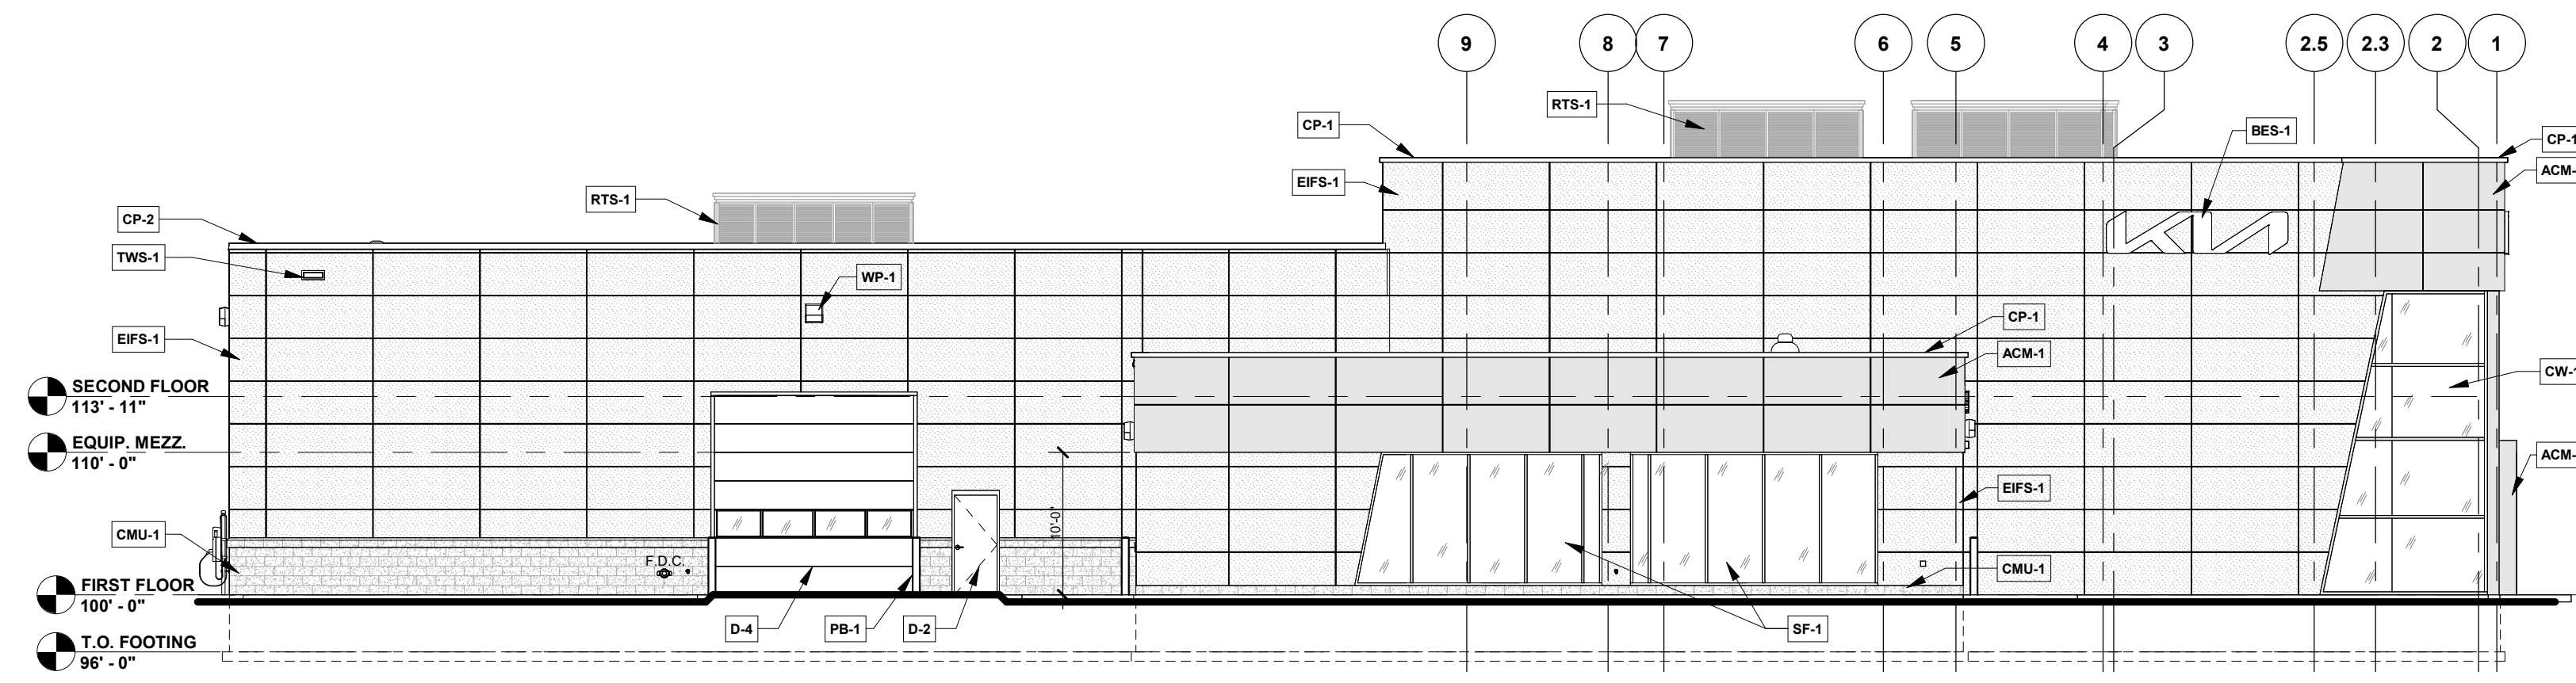 9
8
7
6
5
4
3
2.5
2.3
2
1
RTS-1
CP-1
BES-1
CP-1
ACM-
EIFS-1
RTS-1
CP-2
TWS-1
WP-1
CP-1
EIFS-1
ACM-1
CW-1
SECOND FLOOR
113' - 11"
EQUIP. MEZZ.
110' - 0"
ACM-
EIFS-1
10'-0"
CMU-1
F.D.C.
CMU-1
FIRST FLOOR
100' - 0"
D-4
PB-1
D-2
SF-1
T.O. FOOTING
96' - 0"
KIA